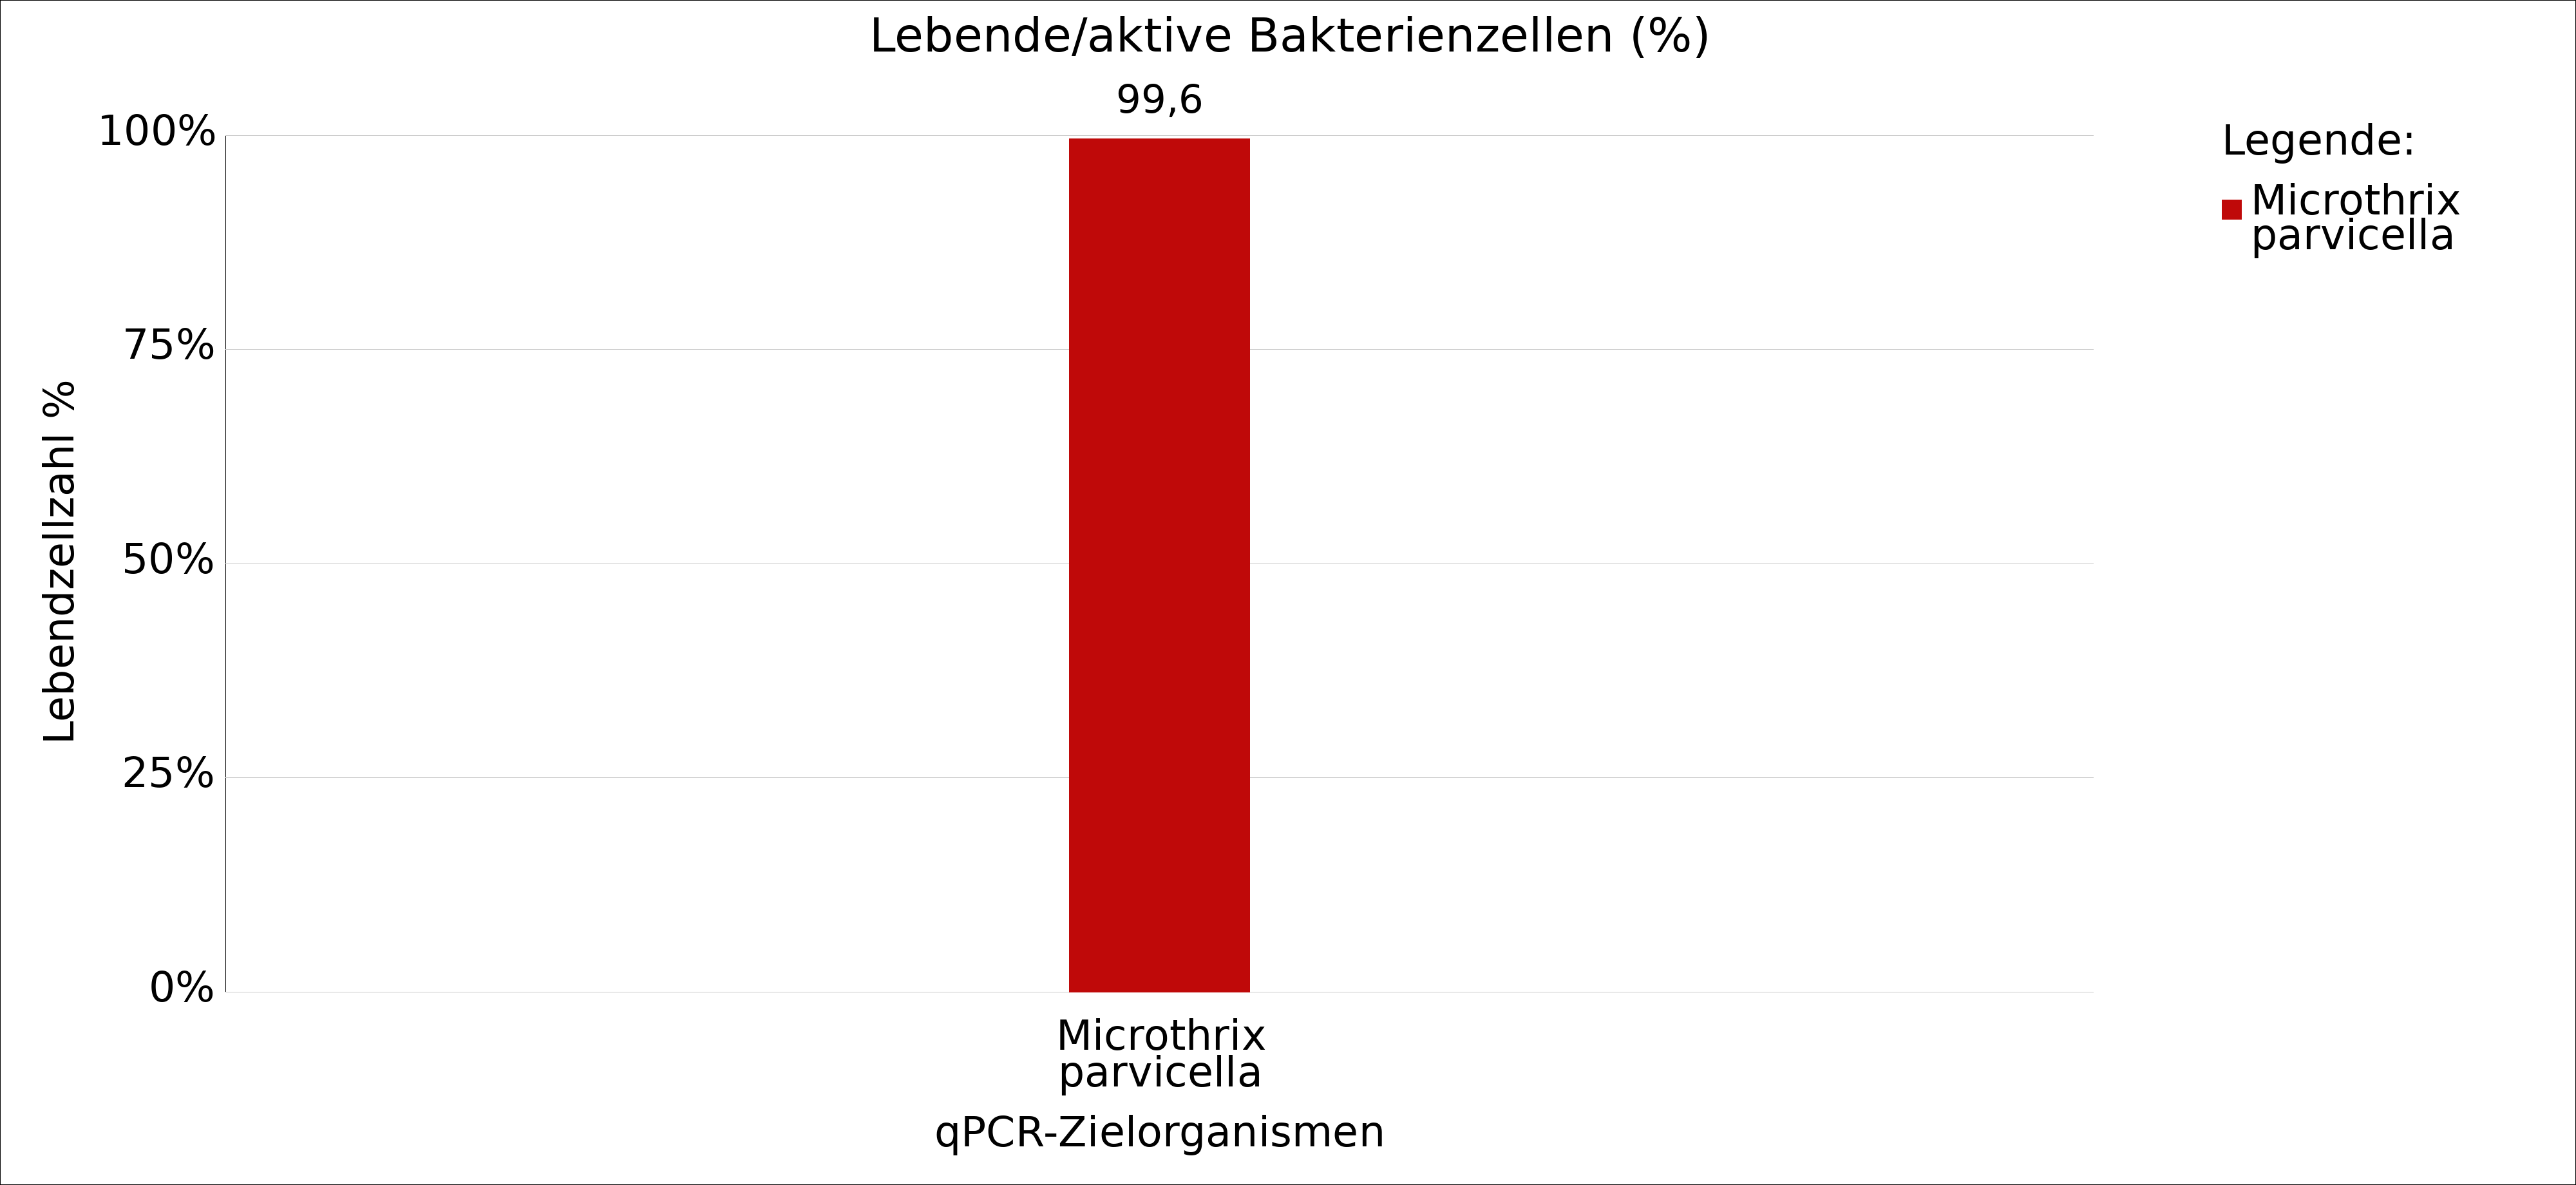 Lebende/aktive Bakterienzellen (%)
99,6
100%
75%
50%
25%
0%
Lebendzellzahl %
Microthrix
parvicella
qPCR-Zielorganismen
Legende:
Microthrix
parvicella